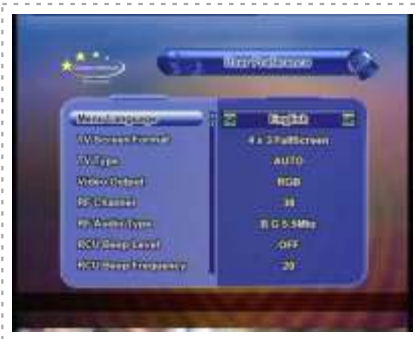 User Preferences
Menu Language English
TV Screen Format 4 x 3 FullScreen
TV Type AUTO
Video Output RGB
RF Channel 38
RF Audio Type B G 5.5Mhz
RCU Beep Level OFF
RCU Beep Frequency 20